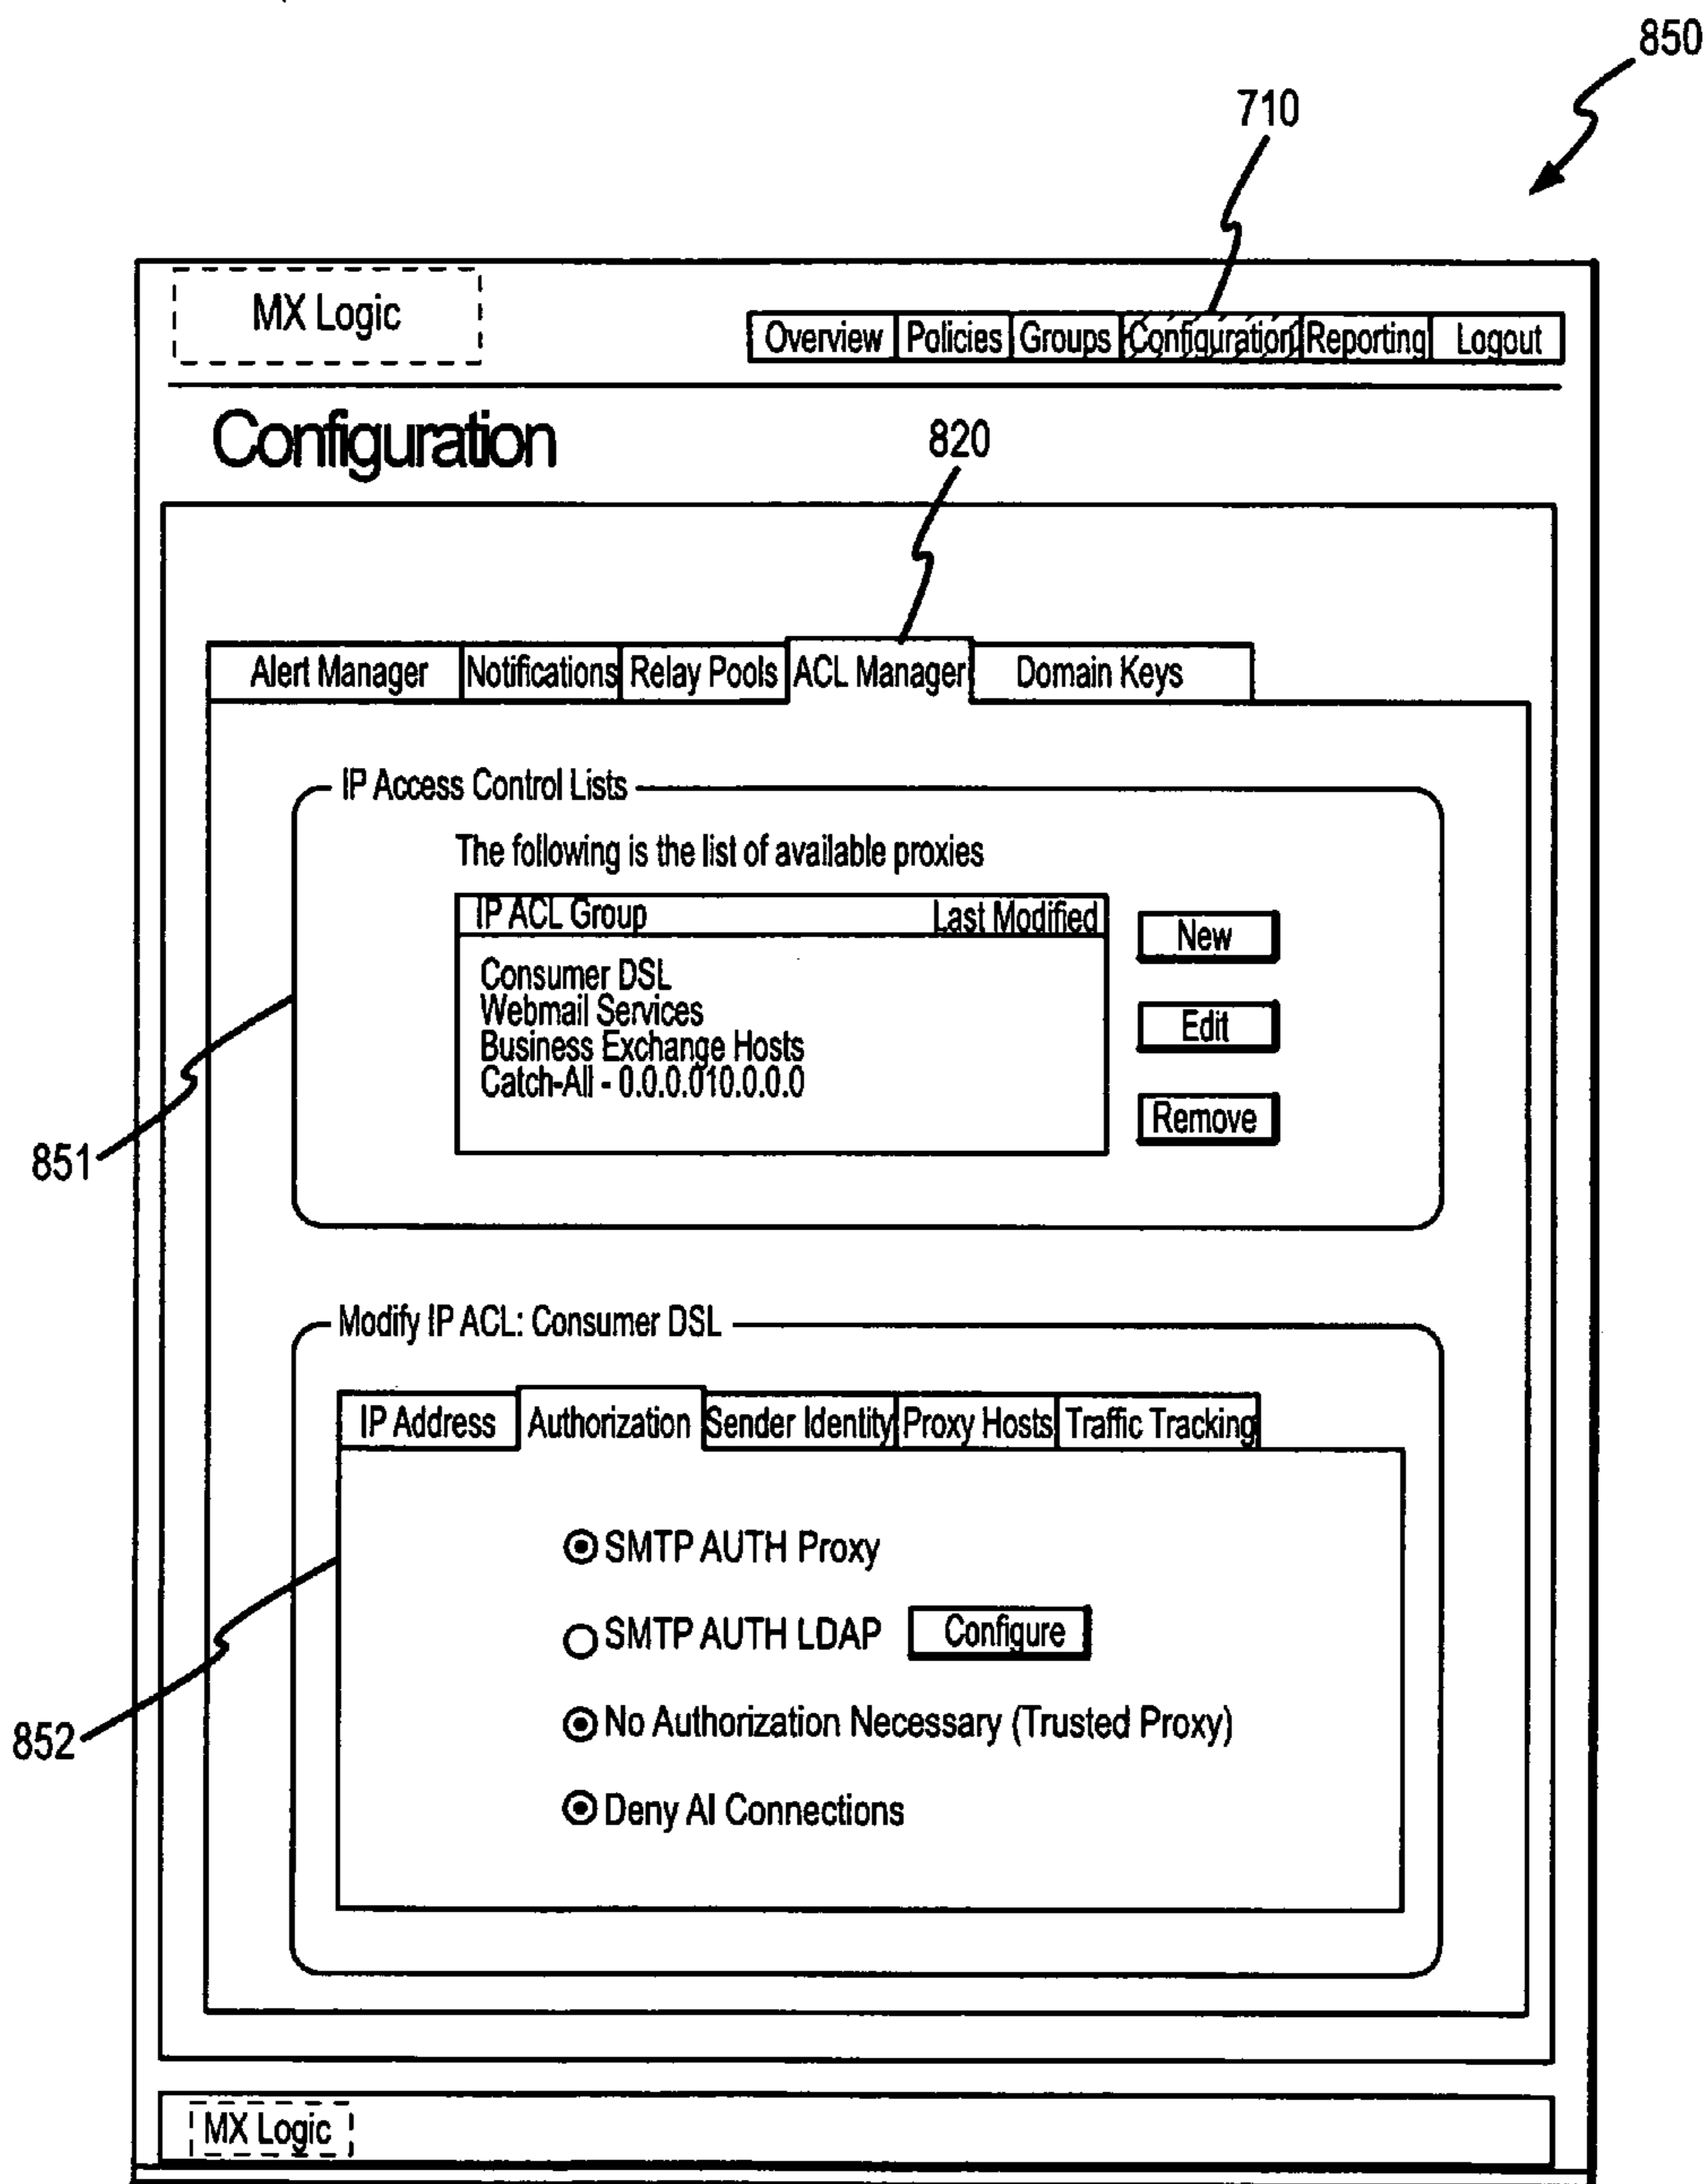 850
710
MX Logic
Overview Policies Groups Configuration Reporting Logout
Configuration
820
Alert Manager Notifications Relay Pools ACL Manager Domain Keys
IP Access Control Lists
The following is the list of available proxies
IP ACL Group Last Modified
New
Consumer DSL
Webmail Services
Edit
Business Exchange Hosts
Catch-All - 0.0.0.010.0.0.0
Remove
851
Modify IP ACL: Consumer DSL
IP Address Authorization Sender Identity Proxy Hosts Traffic Tracking
SMTP AUTH Proxy
SMTP AUTH LDAP Configure
No Authorization Necessary (Trusted Proxy)
852
Deny AI Connections
MX Logic